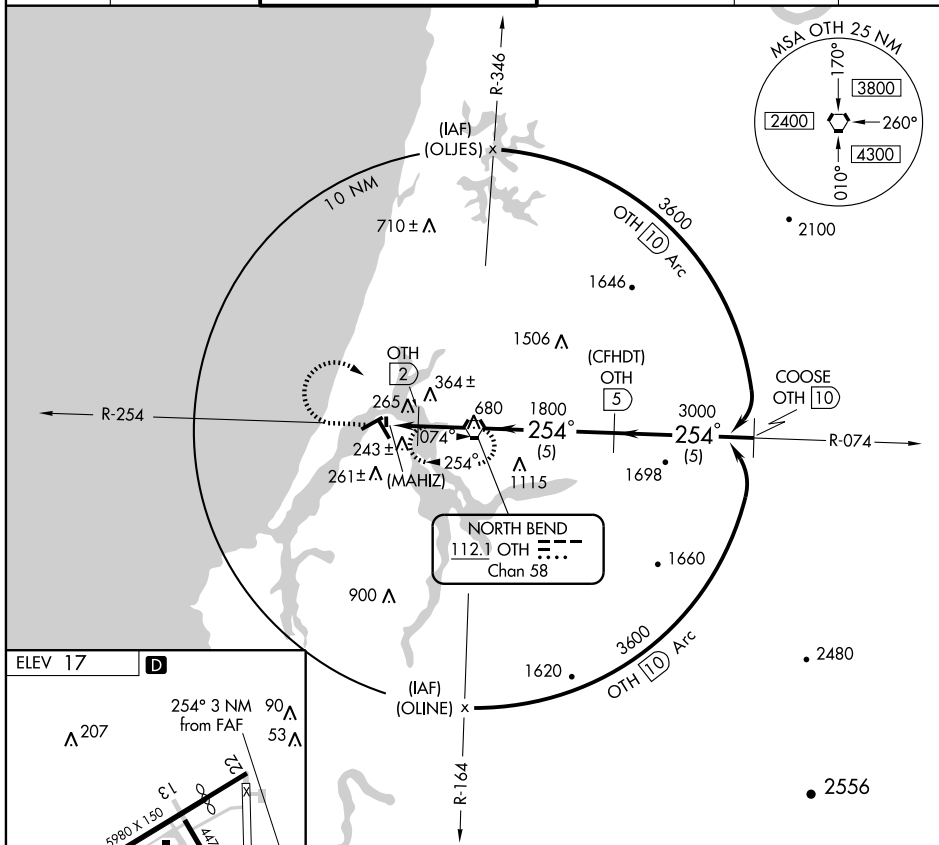 MSA OTH 25 NM
170°
3800
2400
260°
4300
010°
R-346
(IAF)
(OLJES) x
10 NM
3600
OTH 10 Arc
710 ±
2100
1646
1506
(CFHDT)
OTH
5
OTH
2
364 ±
265
680
1800
3000
COOSE
OTH 10
R-254
074°
254°
254°
(5)
254°
(5)
R-074
243 ±
261 ±
(MAHIZ)
1115
1698
NORTH BEND
112.1 OTH
Chan 58
1660
900
3600
OTH 10 Arc
1620
2480
(IAF)
(OLINE) x
R-164
2556
ELEV 17
D
254° 3 NM
from FAF
90
53
207
22
13
X
5980 X 150
447